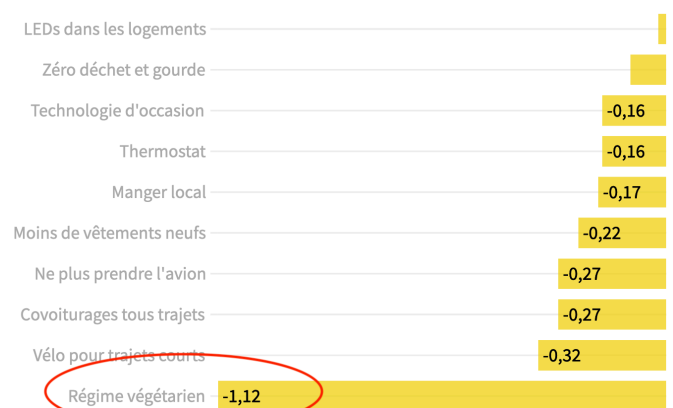 LEDs dans les logements
Zéro déchet et gourde
Technologie d'occasion -0,16
Thermostat -0,16
Manger local -0,17
Moins de vêtements neufs -0,22
Ne plus prendre l'avion -0,27
Covoiturages tous trajets -0,27
Vélo pour trajets courts -0,32
Régime végétarien -1,12